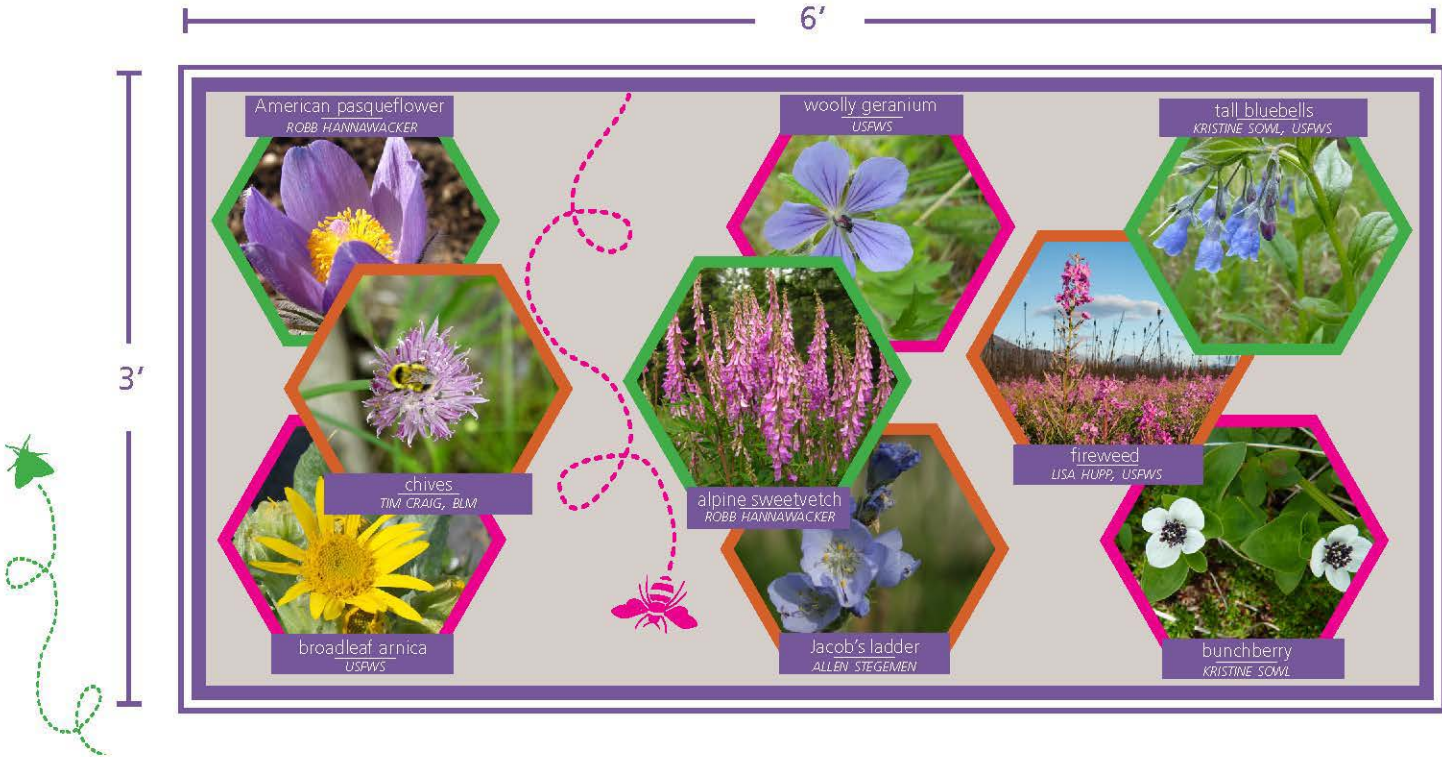 6’
3’
American pasqueflower
ROBB HANNAWACKER
woolly geranium
USFWS
tall bluebells
KRISTINE SOWL, USFWS
chives
TIM CRAIG, BLM
alpine sweetvetch
ROBB HANNAWACKER
fireweed
LISA HUPP, USFWS
broadleaf arnica
USFWS
Jacob’s ladder
ALLEN STEGEMEN
bunchberry
KRISTINE SOWL